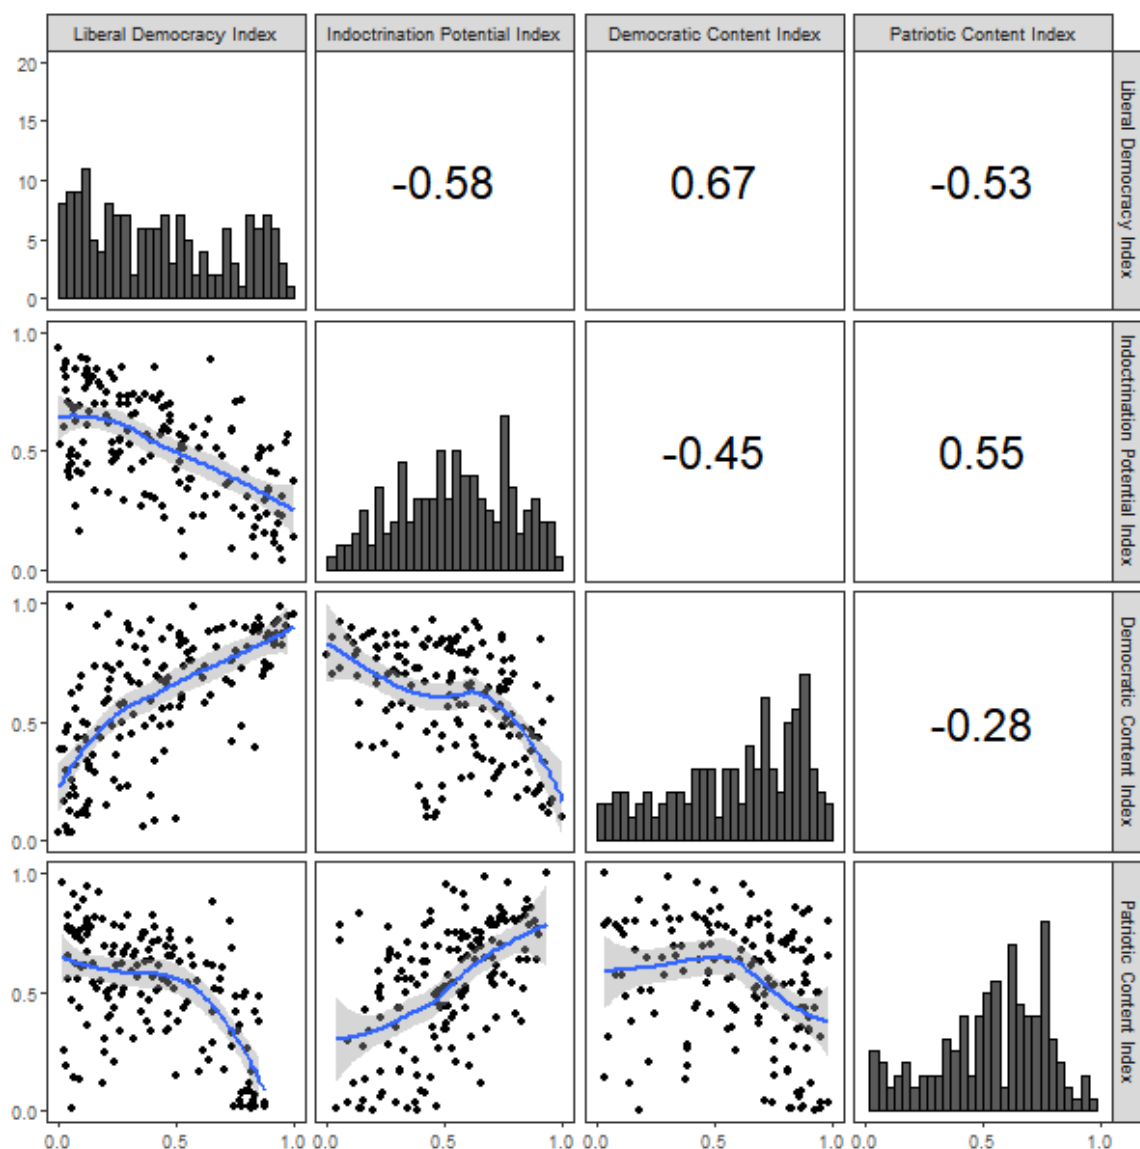 Liberal Democracy Index
Indoctrination Potential Index
Democratic Content Index
Patriotic Content Index
20
15
10
5
0
-0.58
0.67
-0.53
Liberal Democracy Index
1.0
0.5
0.0
-0.45
0.55
Indoctrination Potential Index
1.0
0.5
0.0
-0.28
Democratic Content Index
1.0
0.5
0.0
Patriotic Content Index
0.0 0.5 1.0
0.0 0.5 1.0
0.0 0.5 1.0
0.0 0.5 1.0